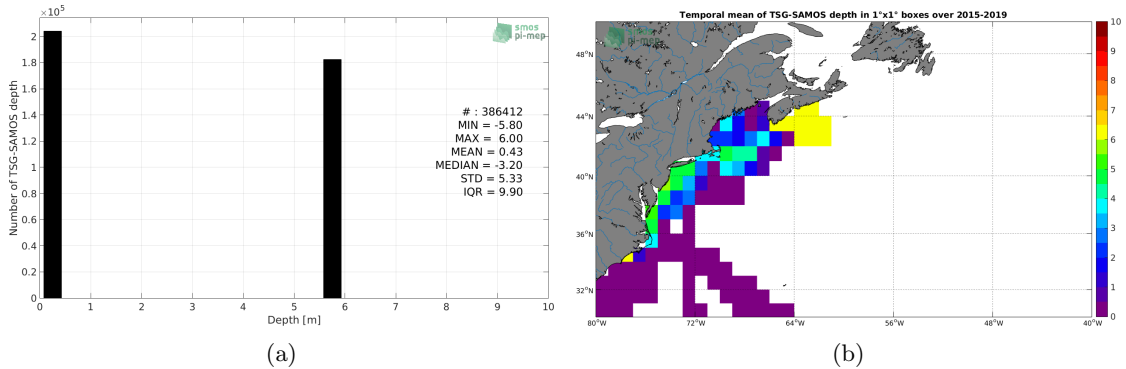 ×10⁵
2
1.8
1.6
1.4
1.2
1
0.8
0.6
0.4
0.2
0
Number of TSG-SAMOS depth
smos
pi-mep
# : 386412
MIN = -5.80
MAX = 6.00
MEAN = 0.43
MEDIAN = -3.20
STD = 5.33
IQR = 9.90
0 1 2 3 4 5 6 7 8 9 10
Depth [m]
(a)
Temporal mean of TSG-SAMOS depth in 1°x1° boxes over 2015-2019
smos
pi-mep
48°N
44°N
40°N
36°N
32°N
80°W 72°W 64°W 56°W 48°W 40°W
10
9
8
7
6
5
4
3
2
1
0
(b)